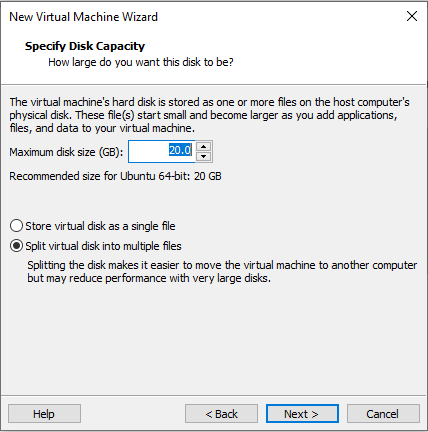 New Virtual Machine Wizard
Specify Disk Capacity
How large do you want this disk to be?
The virtual machine's hard disk is stored as one or more files on the host computer's
physical disk. These file(s) start small and become larger as you add applications,
files, and data to your virtual machine.
Maximum disk size (GB): 20.0
Recommended size for Ubuntu 64-bit: 20 GB
Store virtual disk as a single file
Split virtual disk into multiple files
Splitting the disk makes it easier to move the virtual machine to another computer
but may reduce performance with very large disks.
Help < Back Next > Cancel